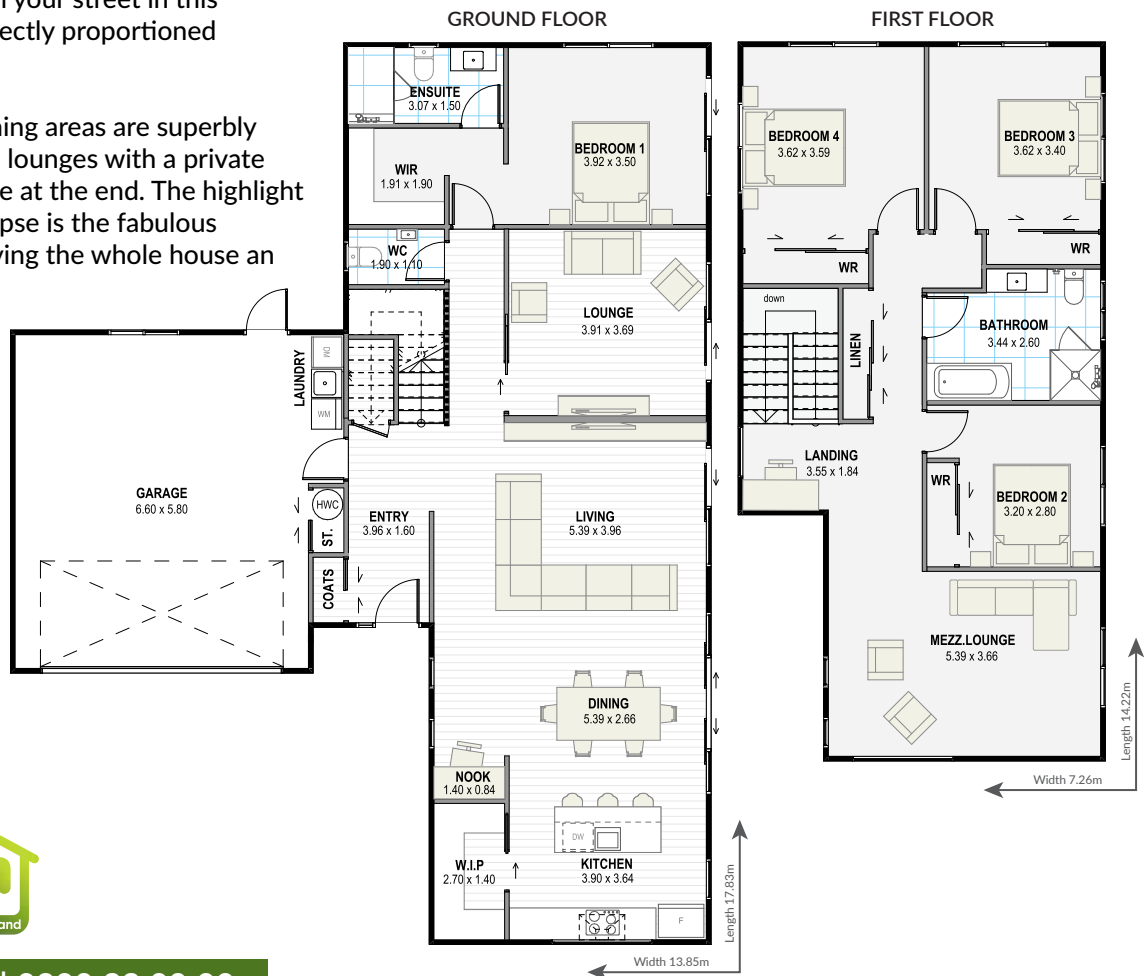 your street in this
proportioned
areas are superbly
lounges with a private
at the end. The highlight
is the fabulous
the whole house an
GROUND FLOOR
ENSUITE
3.07 x 1.50
WIR
1.91 x 1.90
BEDROOM 1
3.92 x 3.50
WC
1.90 x 1.10
LOUNGE
3.91 x 3.69
LAUNDRY
DM
WM
GARAGE
6.60 x 5.80
HWC
ST.
COATS
ENTRY
3.96 x 1.60
LIVING
5.39 x 3.96
DINING
5.39 x 2.66
NOOK
1.40 x 0.84
W.I.P
2.70 x 1.40
DW
KITCHEN
3.90 x 3.64
F
Length 17.83m
Width 13.85m
FIRST FLOOR
BEDROOM 4
3.62 x 3.59
BEDROOM 3
3.62 x 3.40
WR
WR
down
LINEN
BATHROOM
3.44 x 2.60
LANDING
3.55 x 1.84
WR
BEDROOM 2
3.20 x 2.80
MEZZ.LOUNGE
5.39 x 3.66
Length 14.22m
Width 7.26m